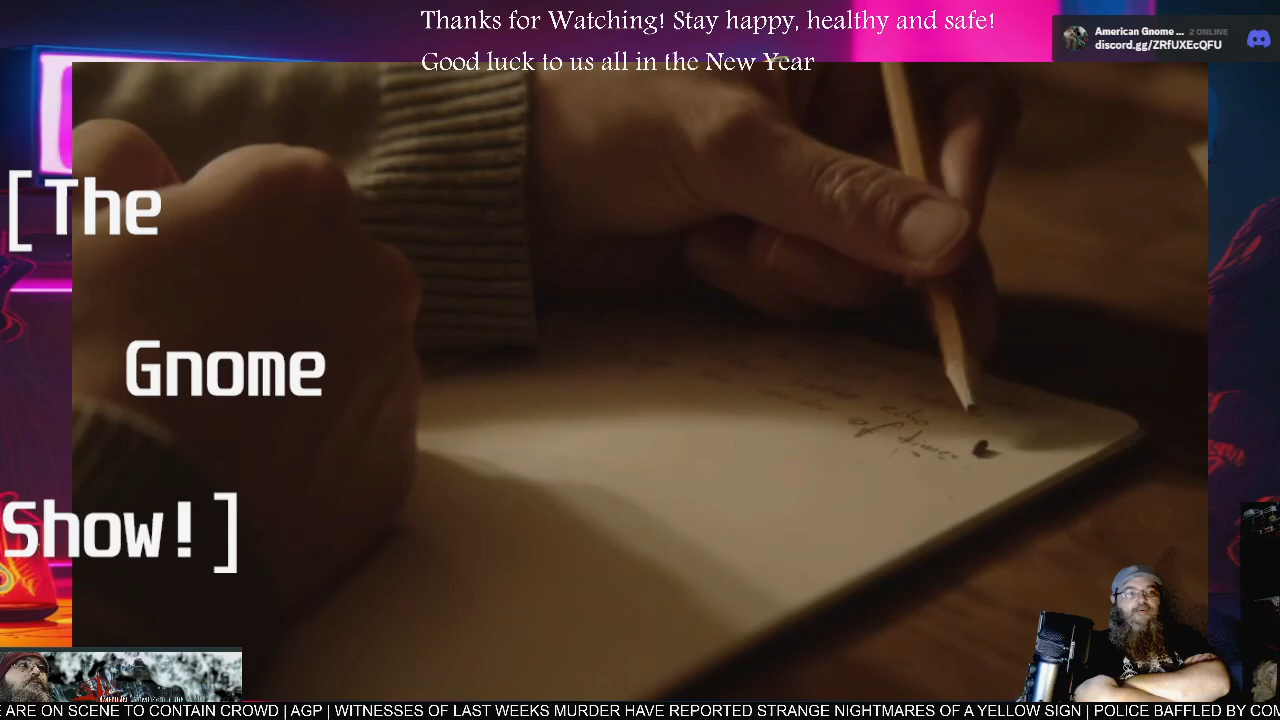 Thanks for Watching! Stay happy, healthy and safe!
Good luck to us all in the New Year
American Gnome ...
2 ONLINE
discord.gg/ZRfUXEcQFU
[The
Gnome
Show!]
ARE ON SCENE TO CONTAIN CROWD | AGP | WITNESSES OF LAST WEEKS MURDER HAVE REPORTED STRANGE NIGHTMARES OF A YELLOW SIGN | POLICE BAFFLED BY